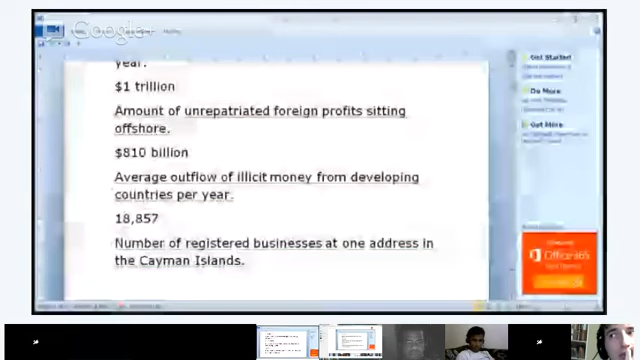 Google+
year.
$1 trillion
Amount of unrepatriated foreign profits sitting
offshore.
$810 billion
Average outflow of illicit money from developing
countries per year.
18,857
Number of registered businesses at one address in
the Cayman Islands.
Get Started
Do More
Get More
Office